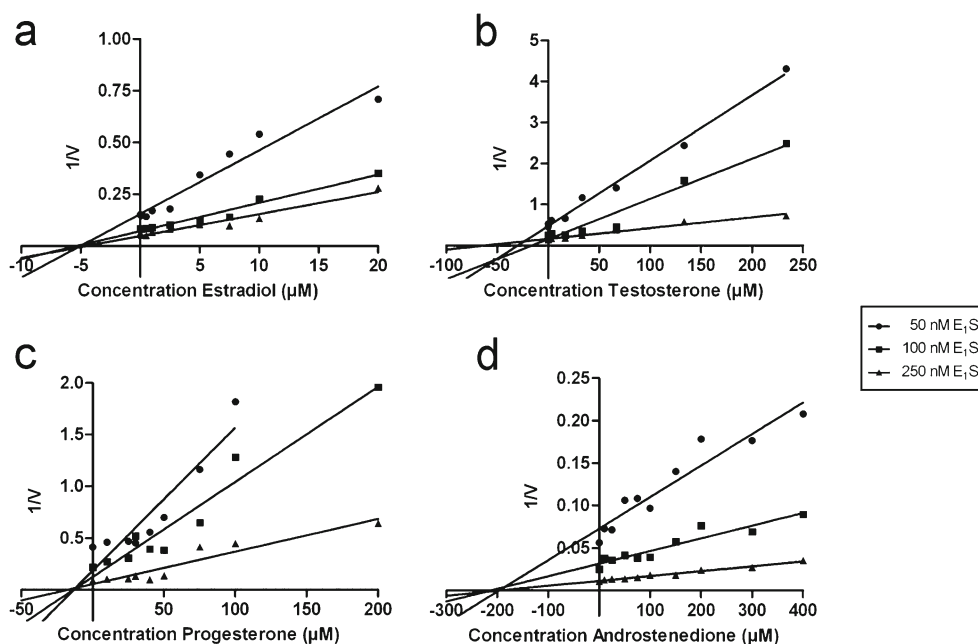 a
1.00
0.75
0.50
0.25
1/V
-10 -5 0 5 10 15 20
Concentration Estradiol (µM)
b
5
4
3
2
1
1/V
-100 -50 0 50 100 150 200 250
Concentration Testosterone (µM)
50 nM E₁S
100 nM E₁S
250 nM E₁S
c
2.0
1.5
1.0
0.5
1/V
-50 0 50 100 150 200
Concentration Progesterone (µM)
d
0.25
0.20
0.15
0.10
0.05
1/V
-300 -200 -100 0 100 200 300 400
Concentration Androstenedione (µM)